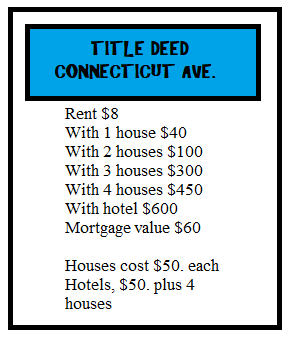 TITLE DEED
CONNECTICUT AVE.
Rent $8
With 1 house $40
With 2 houses $100
With 3 houses $300
With 4 houses $450
With hotel $600
Mortgage value $60
Houses cost $50. each
Hotels, $50. plus 4
houses